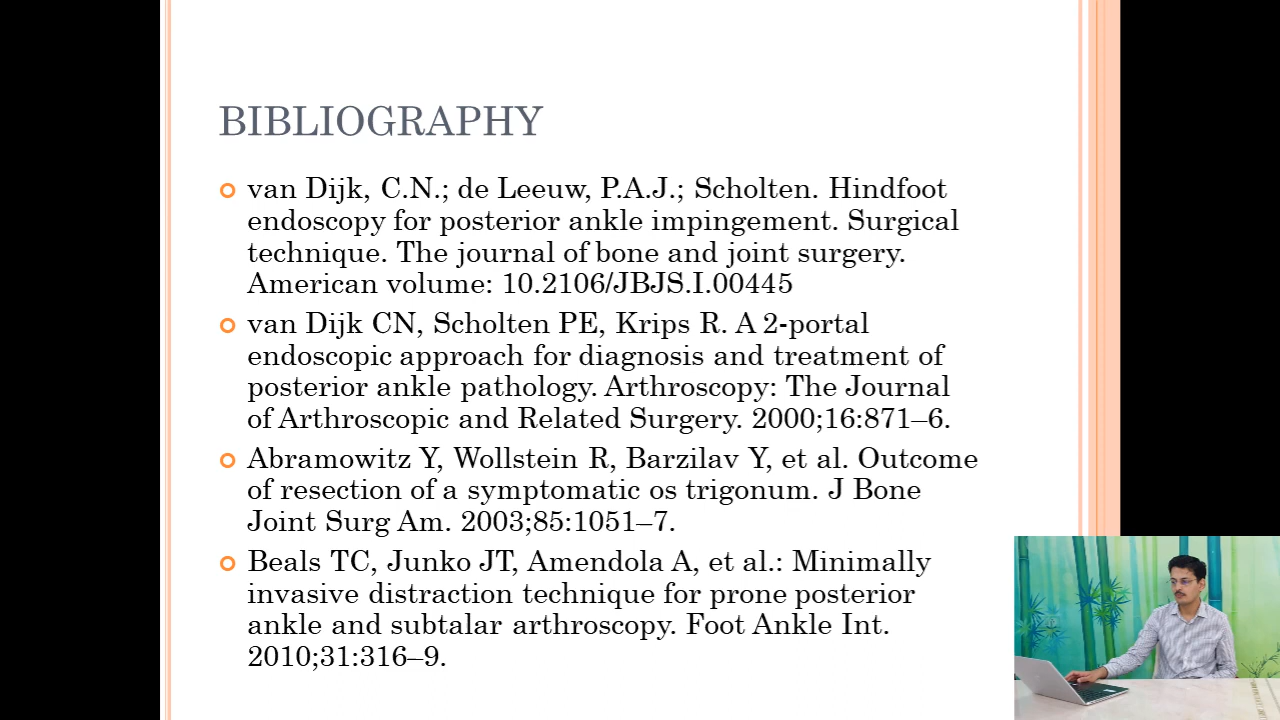 BIBLIOGRAPHY
van Dijk, C.N.; de Leeuw, P.A.J.; Scholten. Hindfoot
endoscopy for posterior ankle impingement. Surgical
technique. The journal of bone and joint surgery.
American volume: 10.2106/JBJS.I.00445
van Dijk CN, Scholten PE, Krips R. A 2-portal
endoscopic approach for diagnosis and treatment of
posterior ankle pathology. Arthroscopy: The Journal
of Arthroscopic and Related Surgery. 2000;16:871–6.
Abramowitz Y, Wollstein R, Barzilav Y, et al. Outcome
of resection of a symptomatic os trigonum. J Bone
Joint Surg Am. 2003;85:1051–7.
Beals TC, Junko JT, Amendola A, et al.: Minimally
invasive distraction technique for prone posterior
ankle and subtalar arthroscopy. Foot Ankle Int.
2010;31:316–9.